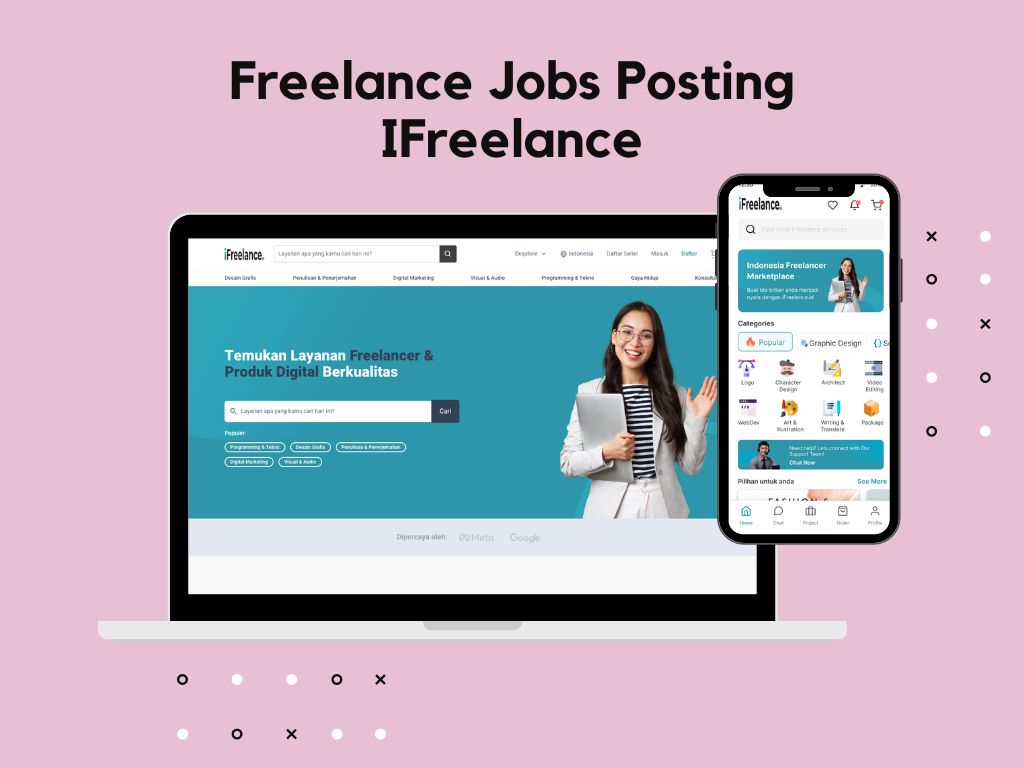 Freelance Jobs Posting
IFreelance
iFreelance.
Layanan apa yang kamu cari hari ini?
Eksplore
Indonesia
Daftar Seller
Masuk
Daftar
Desain Grafis
Penulisan & Penerjemahan
Digital Marketing
Visual & Audio
Programming & Tekno
Gaya Hidup
Temukan Layanan Freelancer &
Produk Digital Berkualitas
Layanan apa yang kamu cari hari ini?
Cari
Populer:
Programming & Tekno
Desain Grafis
Penulisan & Penerjemahan
Digital Marketing
Visual & Audio
Dipercaya oleh:
Meta
Google
iFreelance.
Find best Freelance services
Indonesia Freelancer
Marketplace
Buat ide brilian anda menjadi
nyata dengan iFreelance.id
Categories
Popular
Graphic Design
Logo
Character
Design
Architect
Video
Editing
WebDev
Art &
Illustration
Writing &
Translate
Package
Need help? Lets connect with Our
Support Team!
Chat Now
Pilihan untuk anda
See More
Home
Chat
Project
Order
Profile